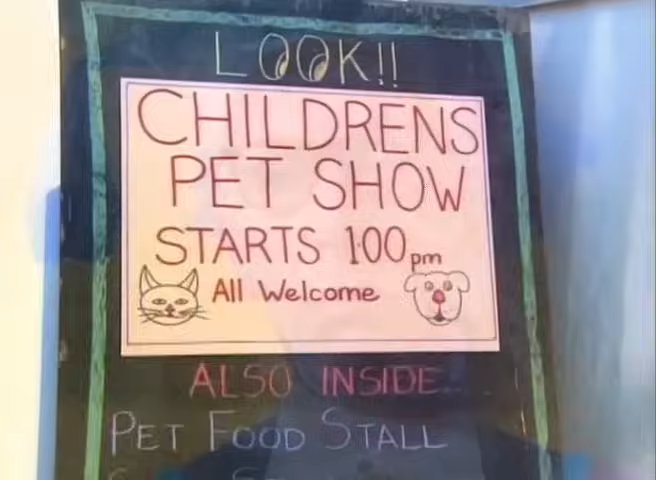 LOOK!!
CHILDRENS
PET SHOW
STARTS 1·00pm
All Welcome
ALSO INSIDE...
PET FOOD STALL